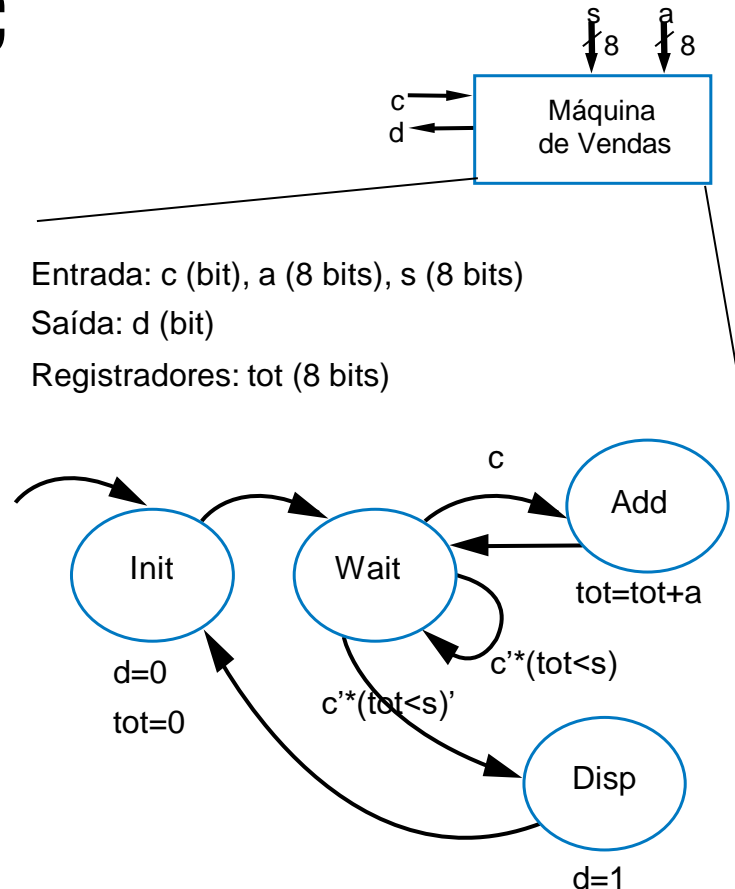 s a
8 8
c
d
Máquina
de Vendas
Entrada: c (bit), a (8 bits), s (8 bits)
Saída: d (bit)
Registradores: tot (8 bits)
c
Add
Init
Wait
tot=tot+a
c’*(tot<s)
d=0
c’*(tot<s)’
tot=0
Disp
d=1